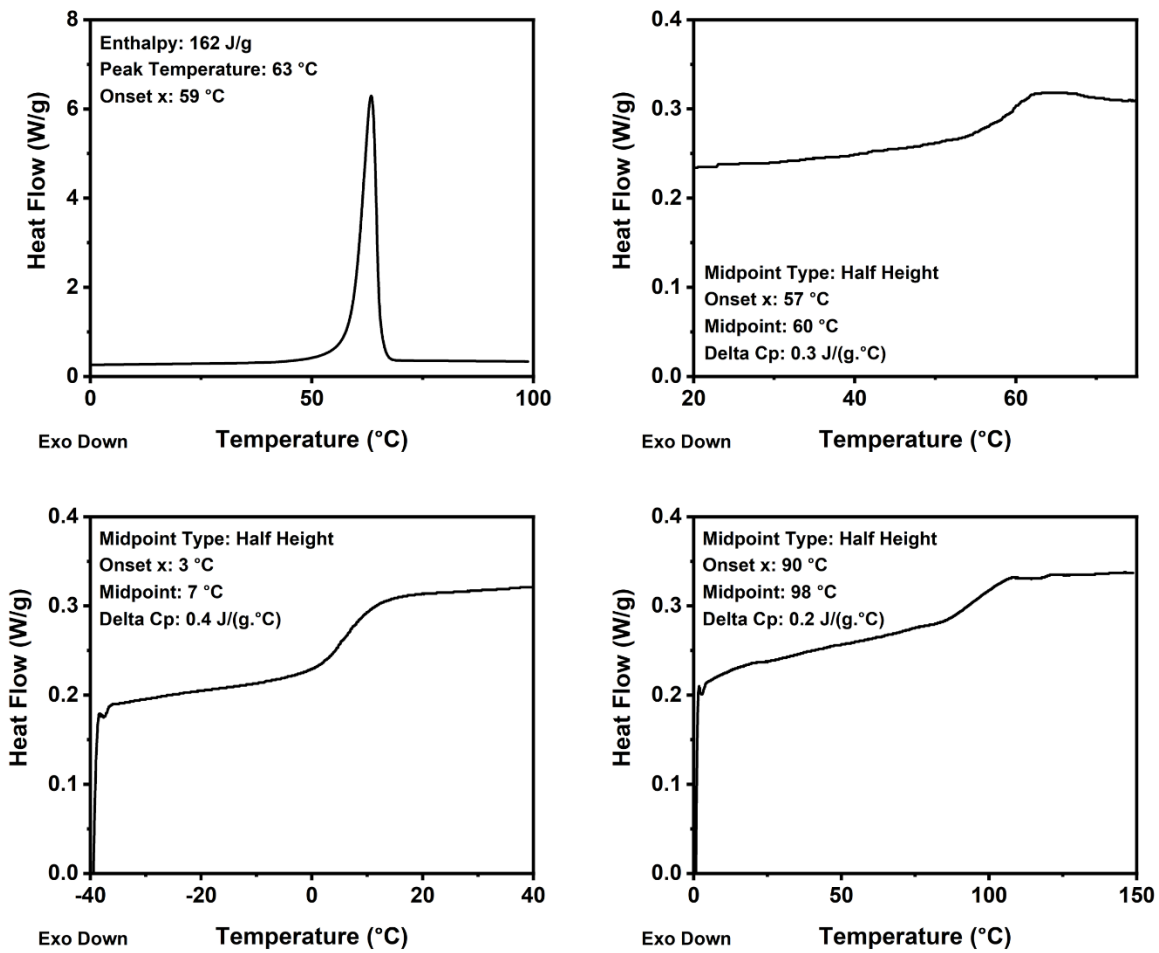 8
Enthalpy: 162 J/g
Peak Temperature: 63 °C
Onset x: 59 °C
6
4
2
0
Heat Flow (W/g)
0
50
100
Exo Down
Temperature (°C)
0.4
0.3
0.2
0.1
0.0
Heat Flow (W/g)
Midpoint Type: Half Height
Onset x: 57 °C
Midpoint: 60 °C
Delta Cp: 0.3 J/(g.°C)
20
40
60
Exo Down
Temperature (°C)
0.4
Midpoint Type: Half Height
Onset x: 3 °C
Midpoint: 7 °C
Delta Cp: 0.4 J/(g.°C)
0.3
0.2
0.1
0.0
Heat Flow (W/g)
-40
-20
0
20
40
Exo Down
Temperature (°C)
0.4
Midpoint Type: Half Height
Onset x: 90 °C
Midpoint: 98 °C
Delta Cp: 0.2 J/(g.°C)
0.3
0.2
0.1
0.0
Heat Flow (W/g)
0
50
100
150
Exo Down
Temperature (°C)